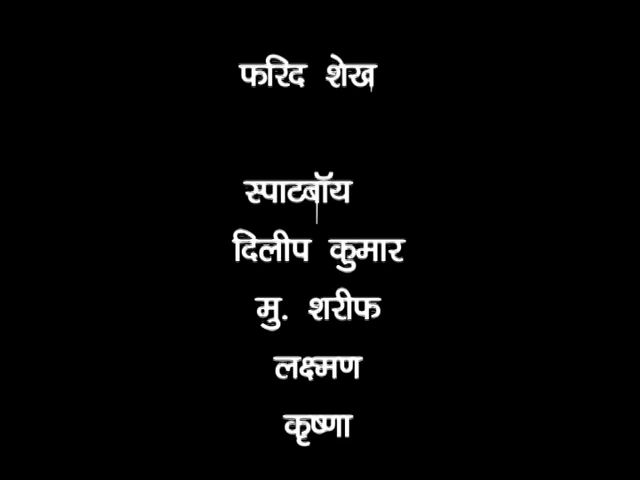 फरिद शेख
स्पाटबॉय
दिलीप कुमार
मु. शरीफ
लक्ष्मण
कृष्णा